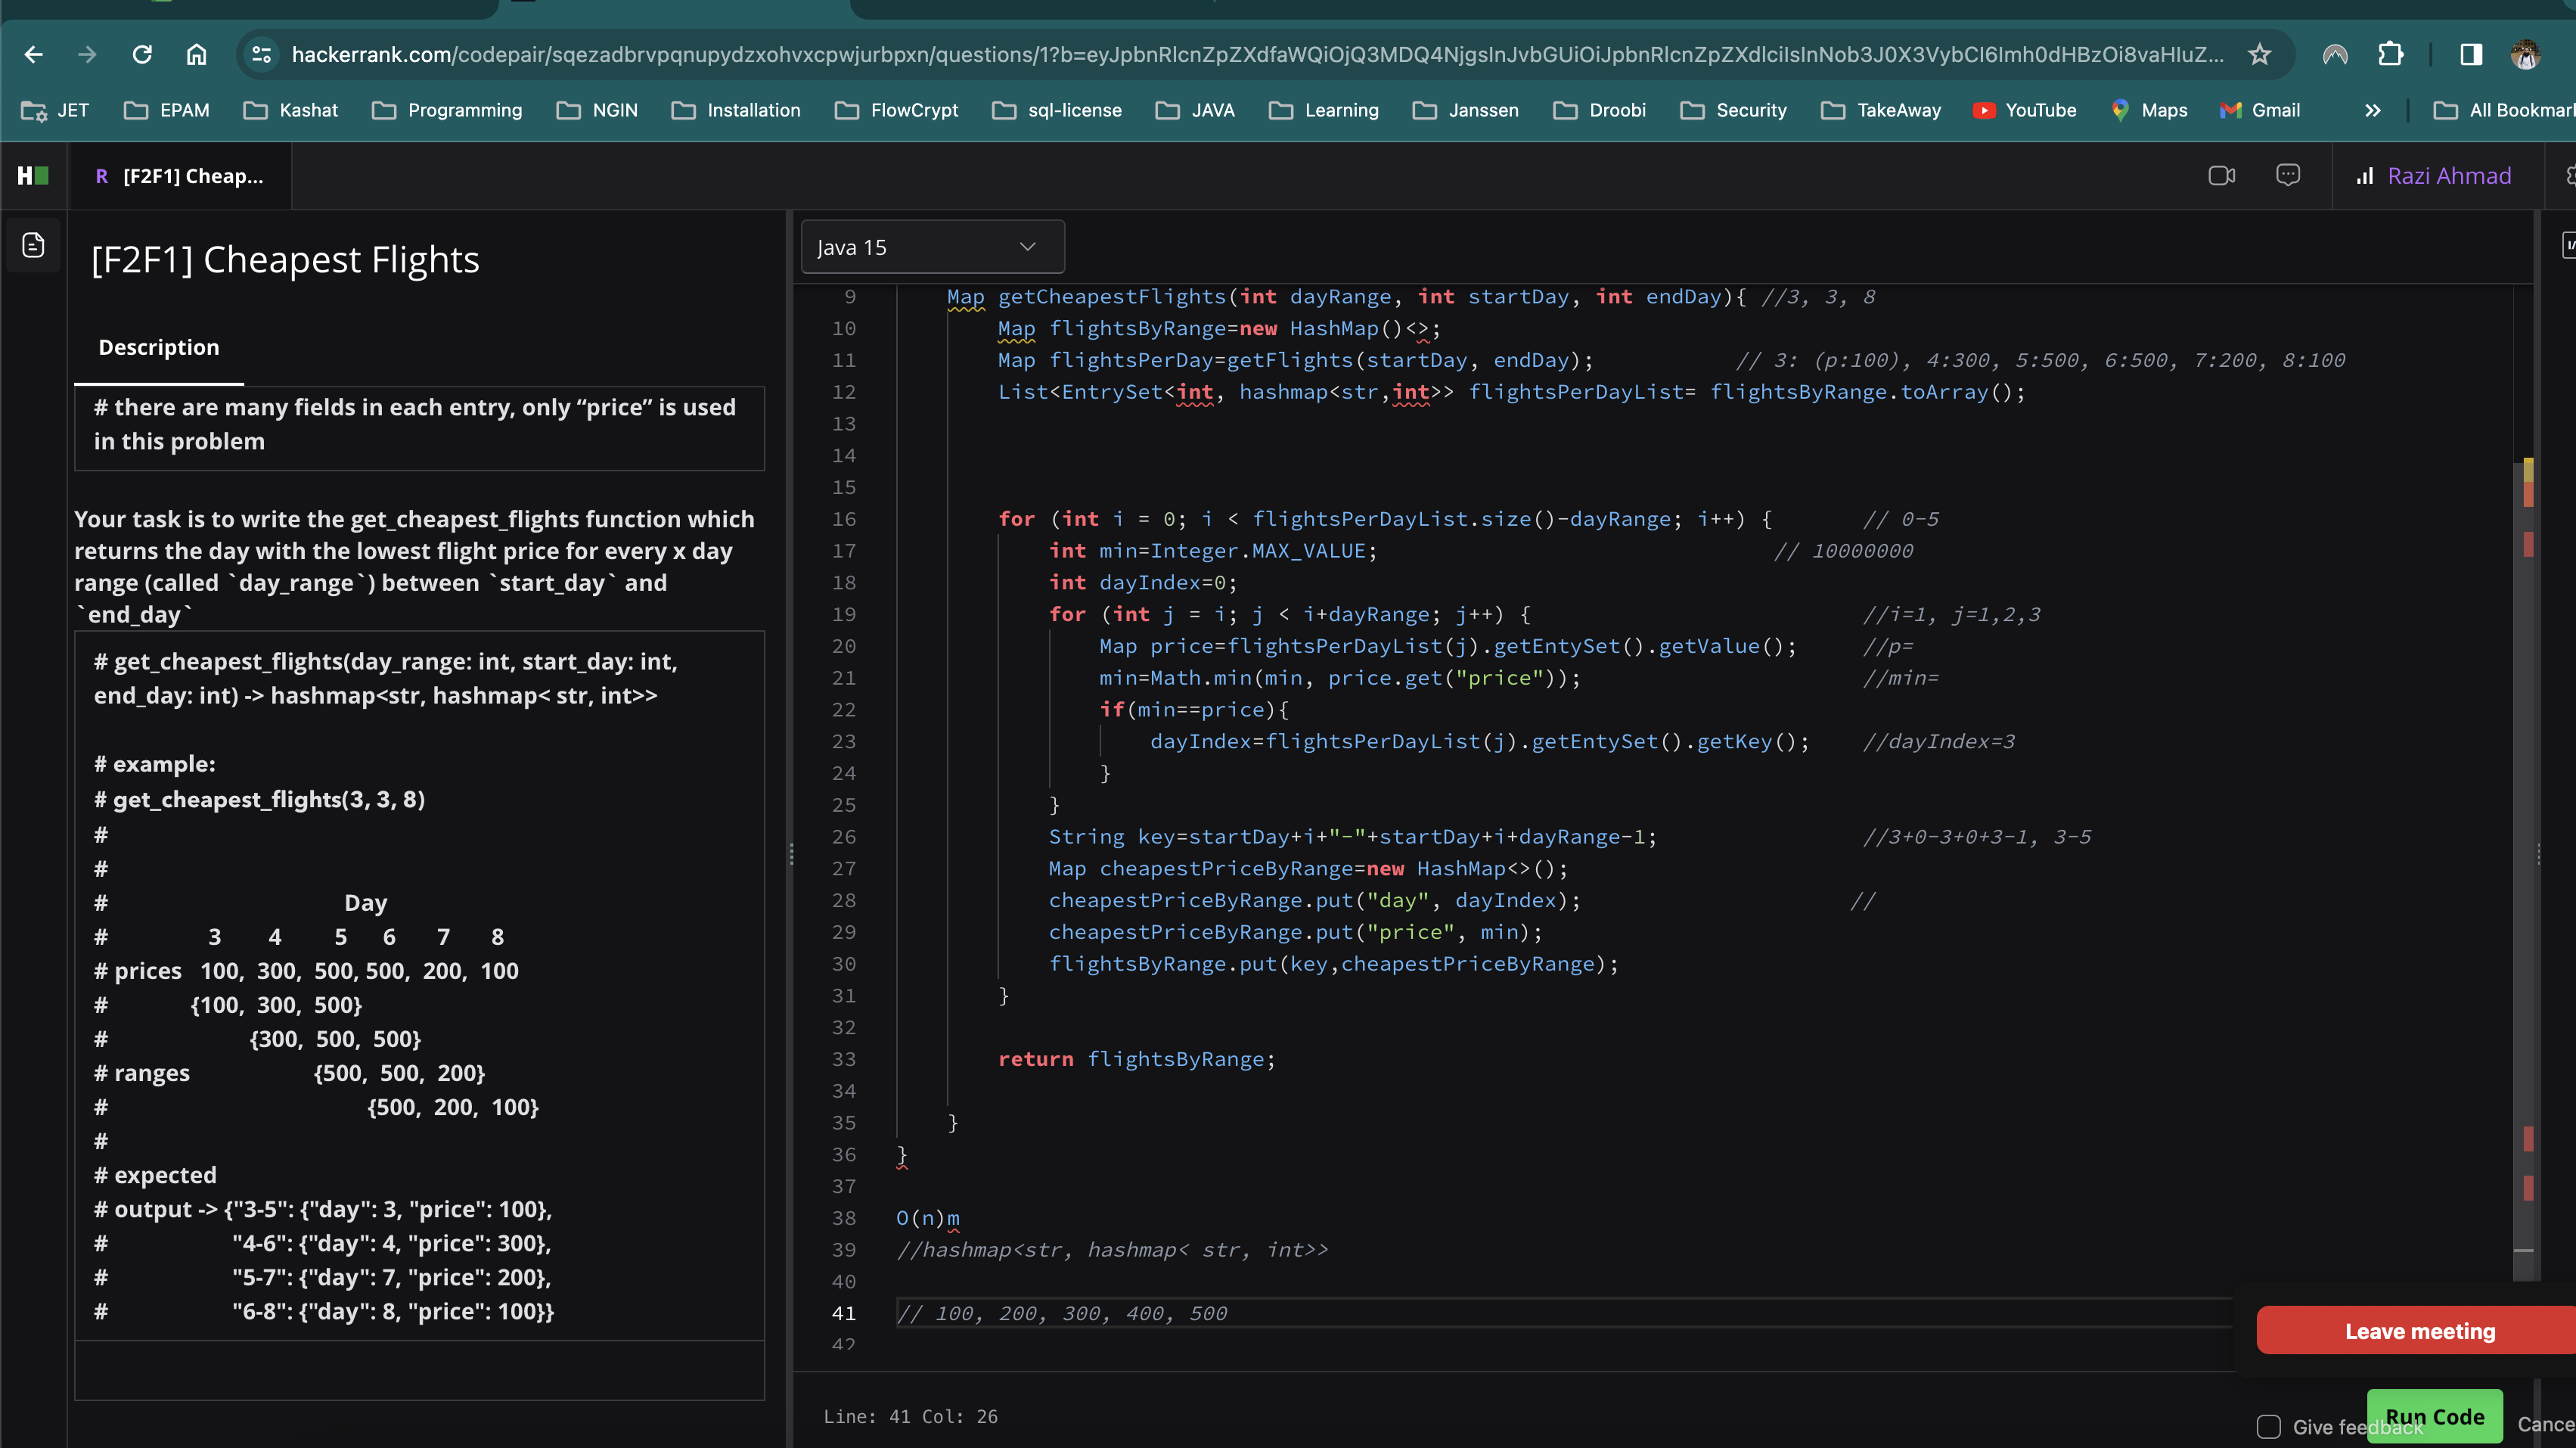 hackerrank.com/codepair/sqezadbrvpqnupydzxohvxcpwjurbpxn/questions/1?b=eyJpbnRlcnZpZXdfaWQiOjQ3MDQ4NjgsInJvbGUiOiJpbnRlcnZpZXdlciIsInNob3J0X3VybCI6Imh0dHBzOi8vaHIuZ...
JET EPAM Kashat Programming NGIN Installation FlowCrypt sql-license JAVA Learning Janssen Droobi Security TakeAway YouTube Maps Gmail » All Bookmar
H R [F2F1] Cheap... Razi Ahmad
[F2F1] Cheapest Flights
Description
# there are many fields in each entry, only “price” is used
in this problem
Your task is to write the get_cheapest_flights function which
returns the day with the lowest flight price for every x day
range (called `day_range`) between `start_day` and
`end_day`
# get_cheapest_flights(day_range: int, start_day: int,
end_day: int) -> hashmap<str, hashmap< str, int>>
# example:
# get_cheapest_flights(3, 3, 8)
#
#
# Day
# 3 4 5 6 7 8
# prices 100, 300, 500, 500, 200, 100
# {100, 300, 500}
# {300, 500, 500}
# ranges {500, 500, 200}
# {500, 200, 100}
#
# expected
# output -> {"3-5": {"day": 3, "price": 100},
# "4-6": {"day": 4, "price": 300},
# "5-7": {"day": 7, "price": 200},
# "6-8": {"day": 8, "price": 100}}
Java 15
9 Map getCheapestFlights(int dayRange, int startDay, int endDay){ //3, 3, 8
10 Map flightsByRange=new HashMap()<>;
11 Map flightsPerDay=getFlights(startDay, endDay); // 3: (p:100), 4:300, 5:500, 6:500, 7:200, 8:100
12 List<EntrySet<int, hashmap<str,int>> flightsPerDayList= flightsByRange.toArray();
13
14
15
16 for (int i = 0; i < flightsPerDayList.size()-dayRange; i++) { // 0-5
17 int min=Integer.MAX_VALUE; // 10000000
18 int dayIndex=0;
19 for (int j = i; j < i+dayRange; j++) { //i=1, j=1,2,3
20 Map price=flightsPerDayList(j).getEntySet().getValue(); //p=
21 min=Math.min(min, price.get("price")); //min=
22 if(min==price){
23 dayIndex=flightsPerDayList(j).getEntySet().getKey(); //dayIndex=3
24 }
25 }
26 String key=startDay+i+"-"+startDay+i+dayRange-1; //3+0-3+0+3-1, 3-5
27 Map cheapestPriceByRange=new HashMap<>();
28 cheapestPriceByRange.put("day", dayIndex); //
29 cheapestPriceByRange.put("price", min);
30 flightsByRange.put(key,cheapestPriceByRange);
31 }
32
33 return flightsByRange;
34
35 }
36 }
37
38 O(n)m
39 //hashmap<str, hashmap< str, int>>
40
41 // 100, 200, 300, 400, 500
42
Leave meeting
Line: 41 Col: 26
Give feedback Run Code Cance